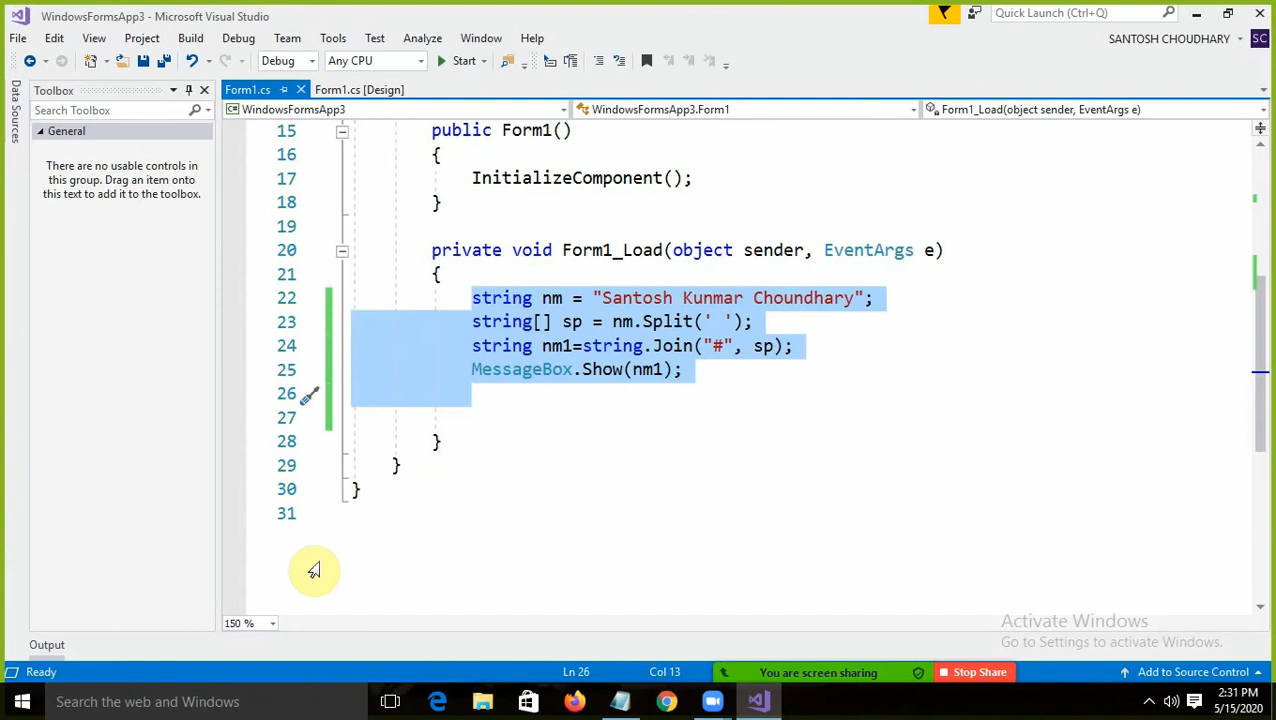 WindowsFormsApp3 - Microsoft Visual Studio
Quick Launch (Ctrl+Q)
File Edit View Project Build Debug Team Tools Test Analyze Window Help
SANTOSH CHOUDHARY SC
Debug Any CPU Start
Data Sources
Toolbox
Search Toolbox
General
There are no usable controls in
this group. Drag an item onto
this text to add it to the toolbox.
Form1.cs Form1.cs [Design]
WindowsFormsApp3 WindowsFormsApp3.Form1 Form1_Load(object sender, EventArgs e)
15 public Form1()
16 {
17 InitializeComponent();
18 }
19
20 private void Form1_Load(object sender, EventArgs e)
21 {
22 string nm = "Santosh Kunmar Choundhary";
23 string[] sp = nm.Split(' ');
24 string nm1=string.Join("#", sp);
25 MessageBox.Show(nm1);
26
27
28 }
29 }
30 }
31
150 %
Activate Windows
Go to Settings to activate Windows.
Output
Ready Ln 26 Col 13 You are screen sharing Stop Share Add to Source Control
Search the web and Windows
2:31 PM
5/15/2020